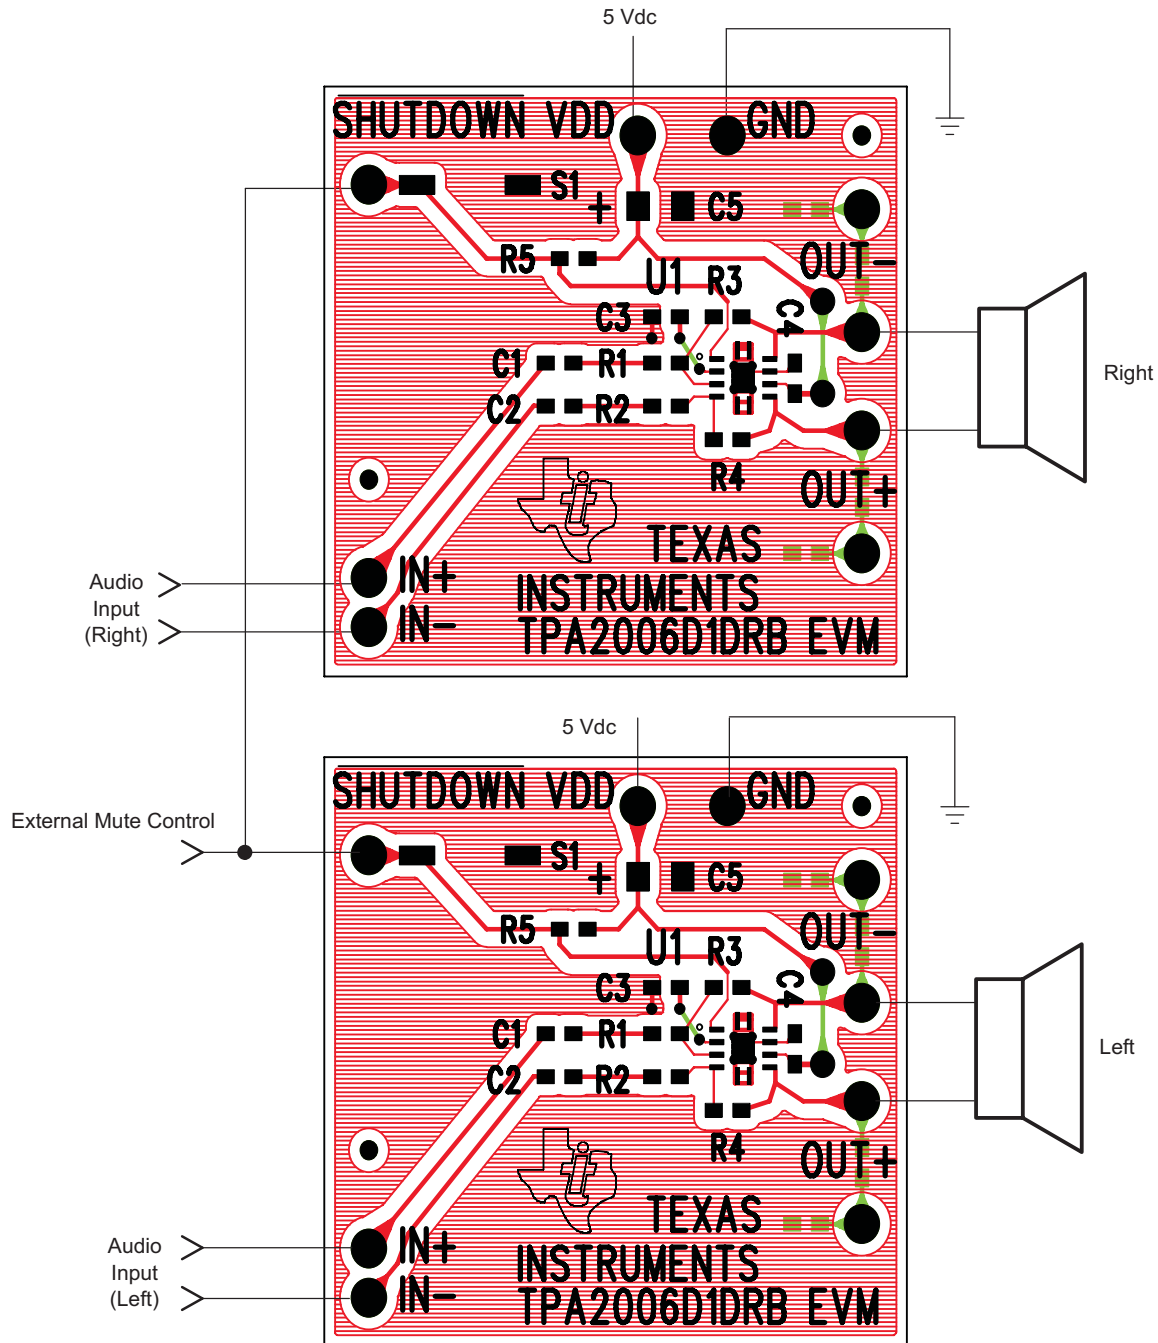 5 Vdc
SHUTDOWN VDD GND
S1
+ C5
R5
OUT-
U1 R3
C3
C4
C1 R1
Right
C2 R2
R4
OUT+
TEXAS
Audio
Input
(Right)
IN+
INSTRUMENTS
IN-
TPA2006D1DRB EVM
5 Vdc
SHUTDOWN VDD GND
External Mute Control
S1
+ C5
R5
OUT-
U1 R3
C3
C4
C1 R1
Left
C2 R2
R4
OUT+
TEXAS
Audio
Input
(Left)
IN+
INSTRUMENTS
IN-
TPA2006D1DRB EVM